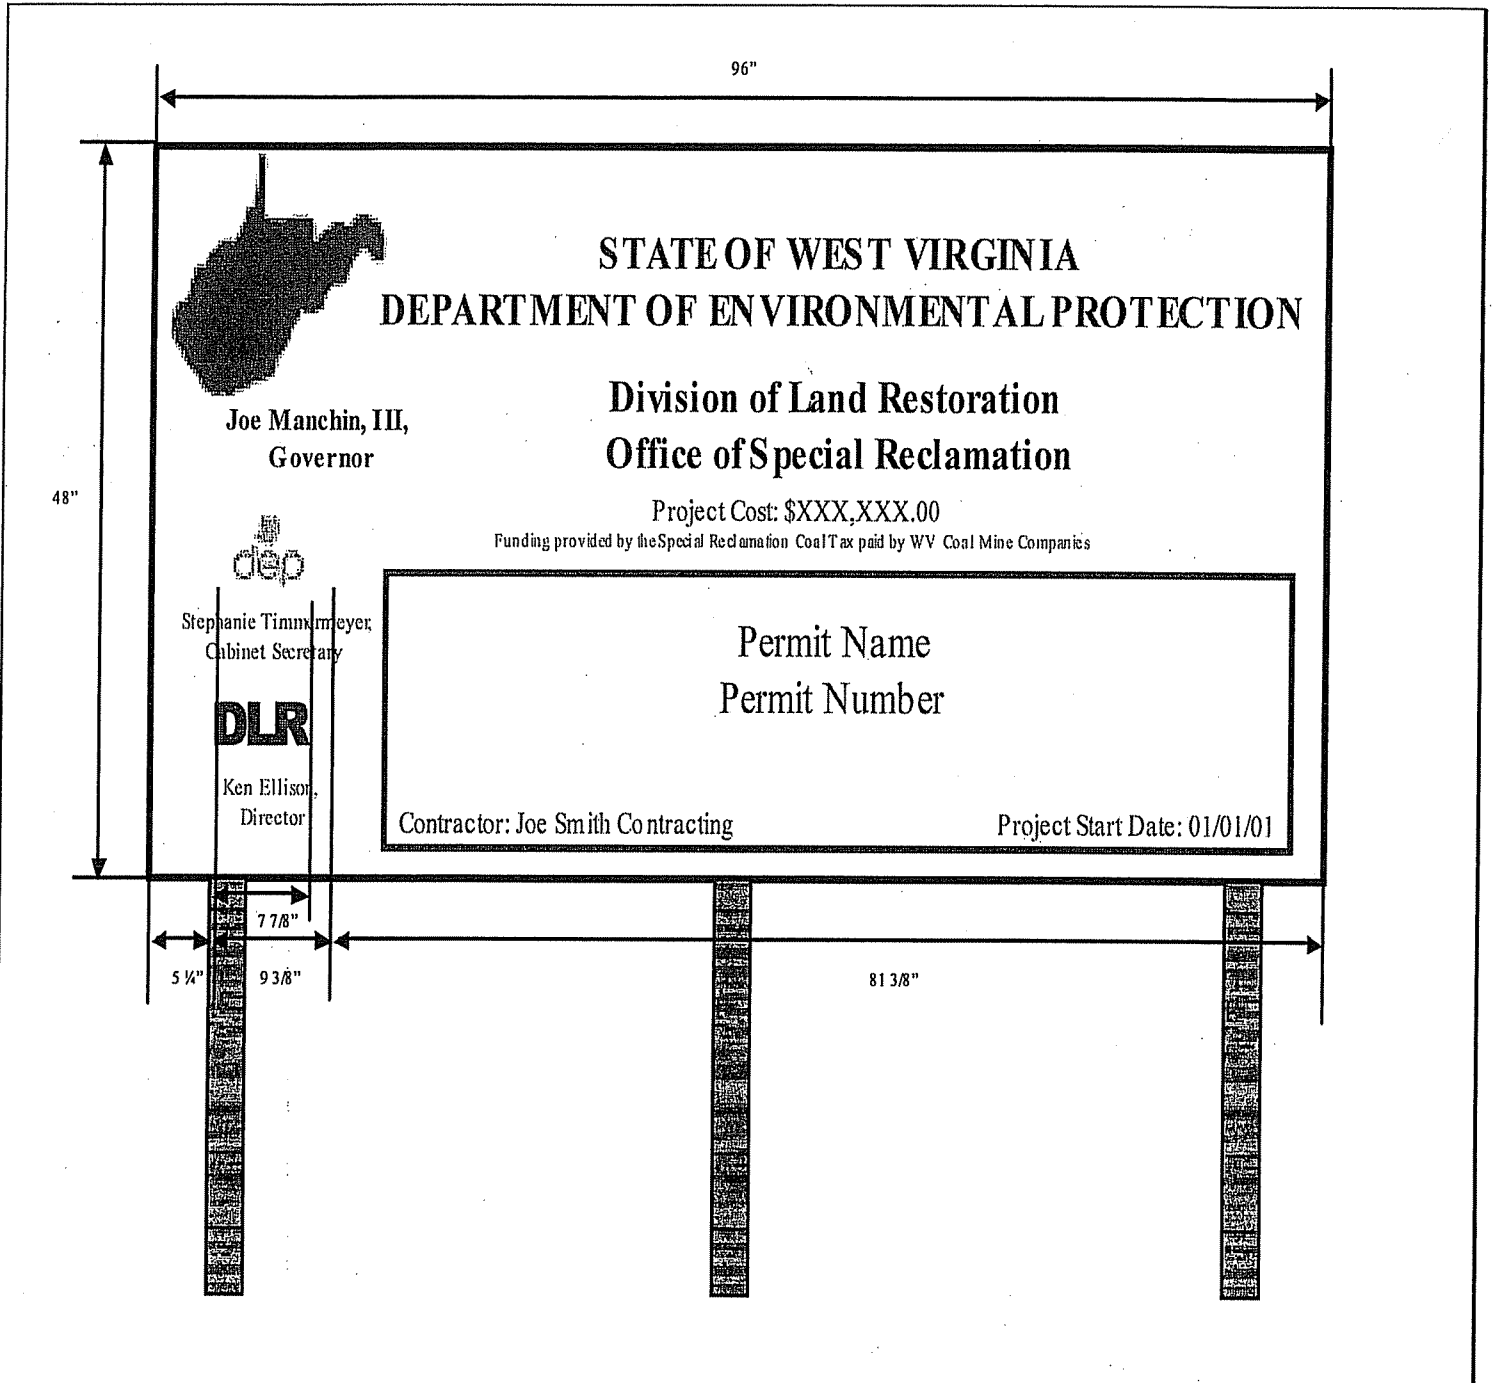 96"
STATE OF WEST VIRGINIA
DEPARTMENT OF ENVIRONMENTAL PROTECTION
Division of Land Restoration
Office of Special Reclamation
Project Cost: $XXX,XXX.00
Funding provided by the Special Reclamation Coal Tax paid by WV Coal Mine Companies
Joe Manchin, III,
Governor
48"
dep
Stephanie Timmermeyer,
Cabinet Secretary
DLR
Ken Ellison,
Director
Permit Name
Permit Number
Contractor: Joe Smith Contracting
Project Start Date: 01/01/01
7 7/8"
5 ¼"
9 3/8"
81 3/8"